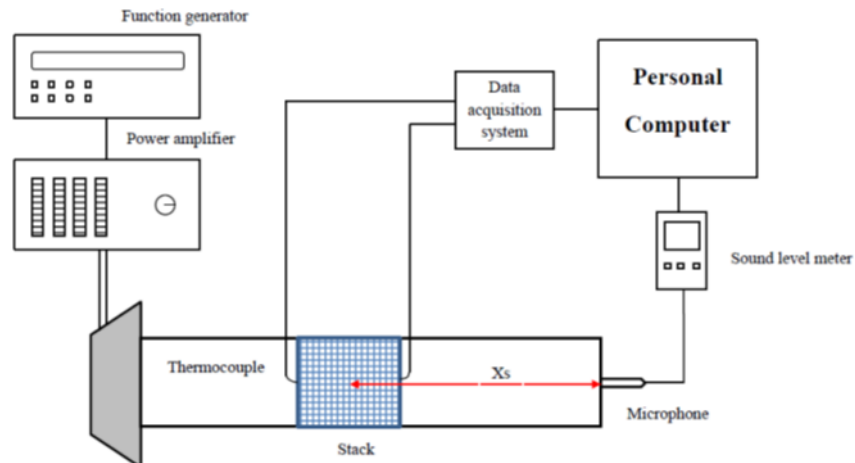 Function generator
Power amplifier
Data
acquisition
system
Personal
Computer
Sound level meter
Thermocouple
Xs
Microphone
Stack